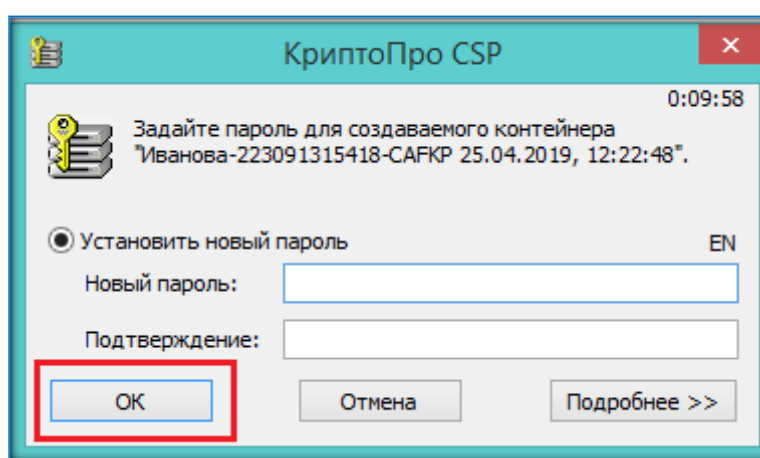 КриптоПро CSP
0:09:58
Задайте пароль для создаваемого контейнера
"Иванова-223091315418-CAFKP 25.04.2019, 12:22:48".
Установить новый пароль EN
Новый пароль:
Подтверждение:
ОК Отмена Подробнее >>